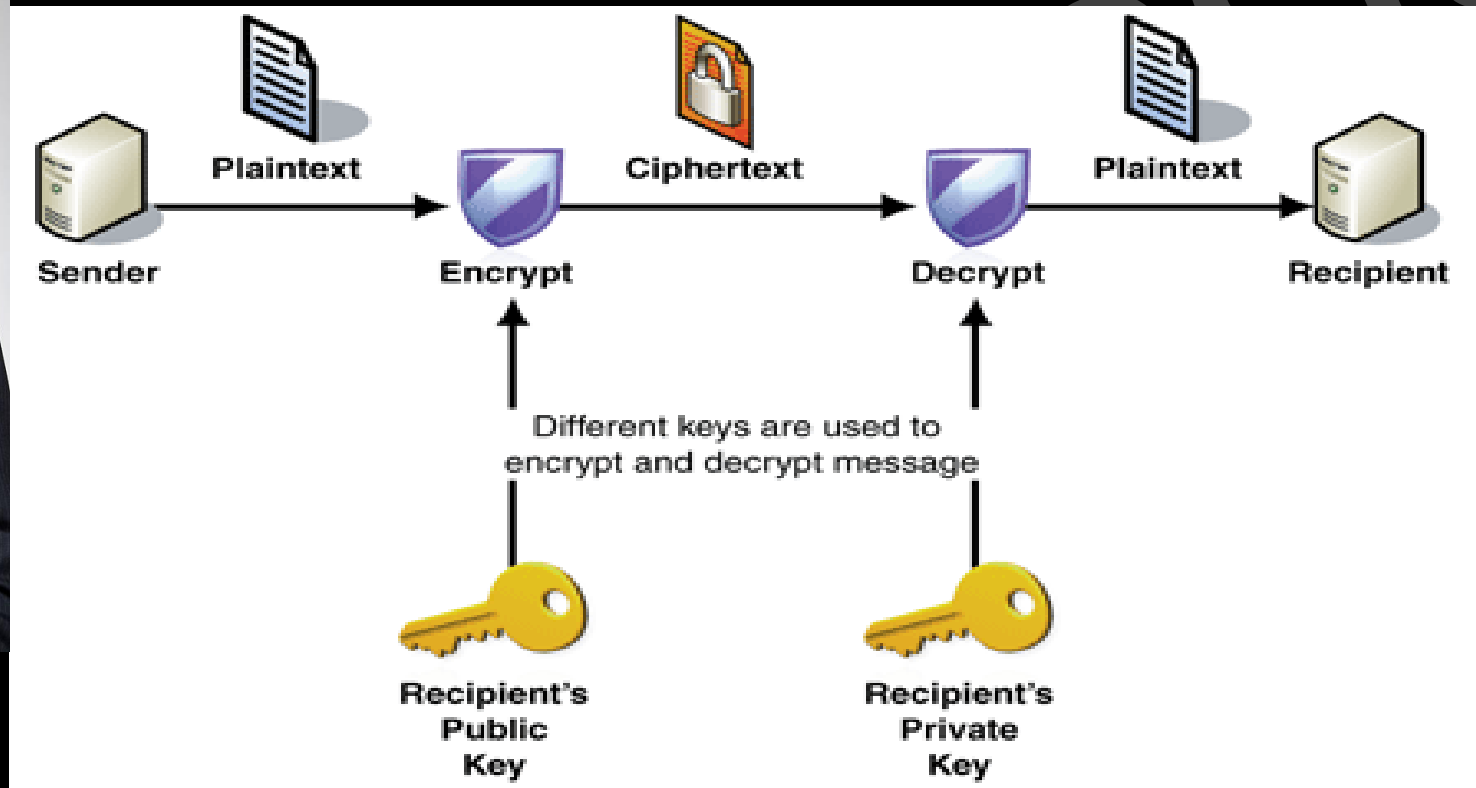 Plaintext
Ciphertext
Plaintext
Sender
Encrypt
Decrypt
Recipient
Different keys are used to
encrypt and decrypt message
Recipient's
Public
Key
Recipient's
Private
Key